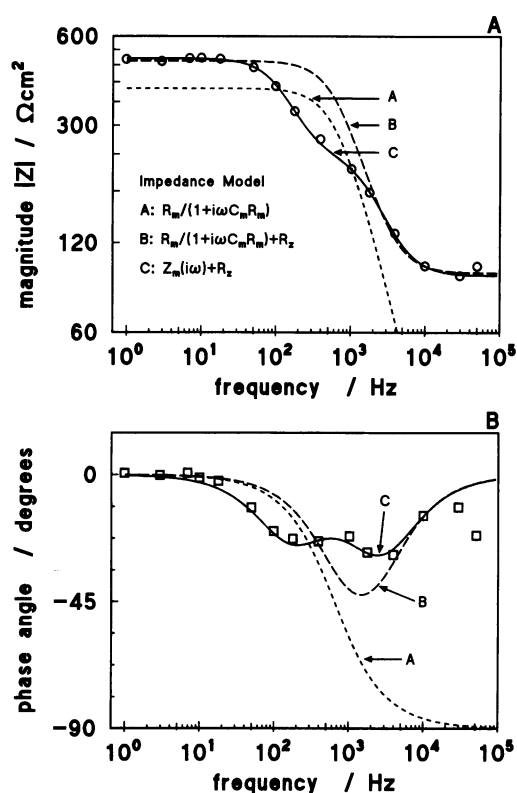 A
600
300
120
60
magnitude |Z| / Ωcm²
A
B
C
Impedance Model
A: Rₘ/(1+iωCₘRₘ)
B: Rₘ/(1+iωCₘRₘ)+R_z
C: Zₘ(iω)+R_z
10⁰ 10¹ 10² 10³ 10⁴ 10⁵
frequency / Hz
B
0
-45
-90
phase angle / degrees
C
B
A
10⁰ 10¹ 10² 10³ 10⁴ 10⁵
frequency / Hz